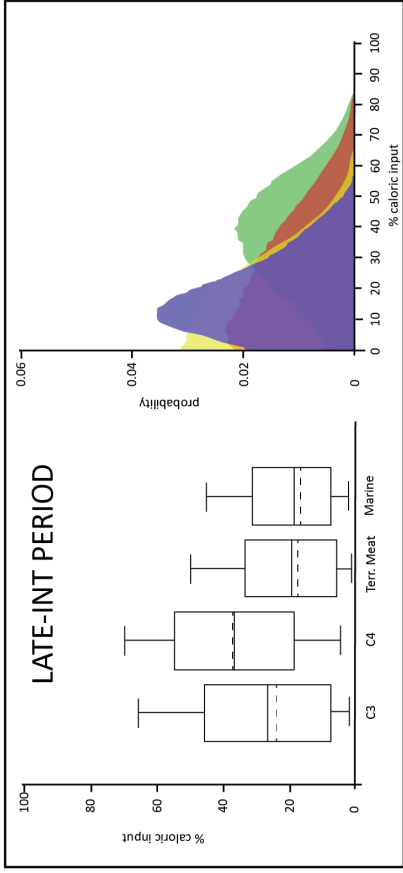 LATE-INT PERIOD
% caloric input
100
80
60
40
20
0
C3
C4
Terr. Meat
Marine
probability
0.06
0.04
0.02
0
0
10
20
30
40
50
60
70
80
90
100
% caloric input